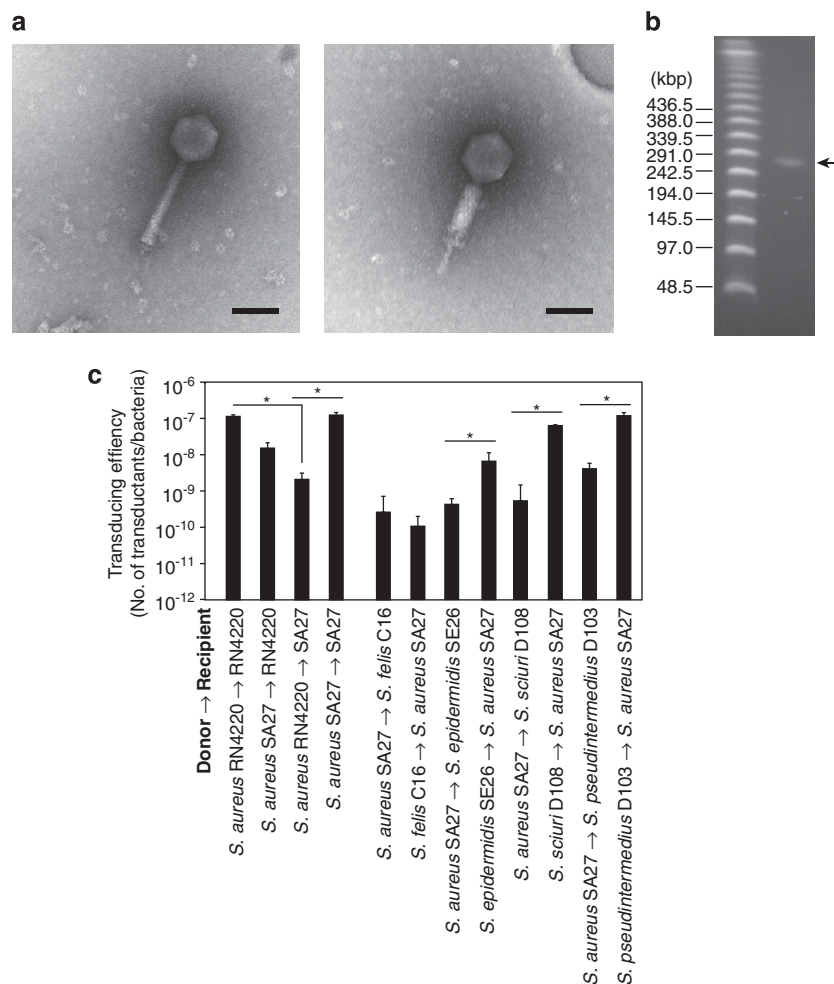 a
b
(kbp)
436.5
388.0
339.5
291.0
242.5
194.0
145.5
97.0
48.5
c
Transducing effiency
(No. of transductants/bacteria)
10-6
10-7
10-8
10-9
10-10
10-11
10-12
*
*
*
*
*
Donor → Recipient
S. aureus RN4220 → RN4220
S. aureus SA27 → RN4220
S. aureus RN4220 → SA27
S. aureus SA27 → SA27
S. aureus SA27 → S. felis C16
S. felis C16 → S. aureus SA27
S. aureus SA27 → S. epidermidis SE26
S. epidermidis SE26 → S. aureus SA27
S. aureus SA27 → S. sciuri D108
S. sciuri D108 → S. aureus SA27
S. aureus SA27 → S. pseudintermedius D103
S. pseudintermedius D103 → S. aureus SA27